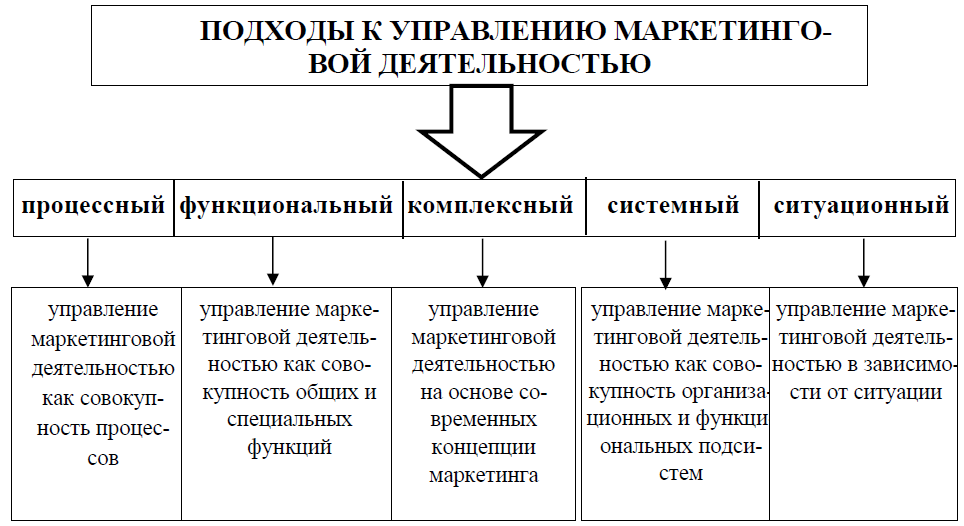 ПОДХОДЫ К УПРАВЛЕНИЮ МАРКЕТИНГО-
ВОЙ ДЕЯТЕЛЬНОСТЬЮ
процессный
функциональный
комплексный
системный
ситуационный
управление
маркетинговой
деятельностью
как совокуп-
ность процес-
сов
управление марке-
тинговой деятель-
ностью как сово-
купность общих и
специальных
функций
управление
маркетинговой
деятельностью
на основе со-
временных
концепции
маркетинга
управление марке-
тинговой деятель-
ностью как сово-
купность организа-
ционных и функци
ональных подси-
стем
управление марке-
тинговой деятель-
ностью в зависимо-
сти от ситуации